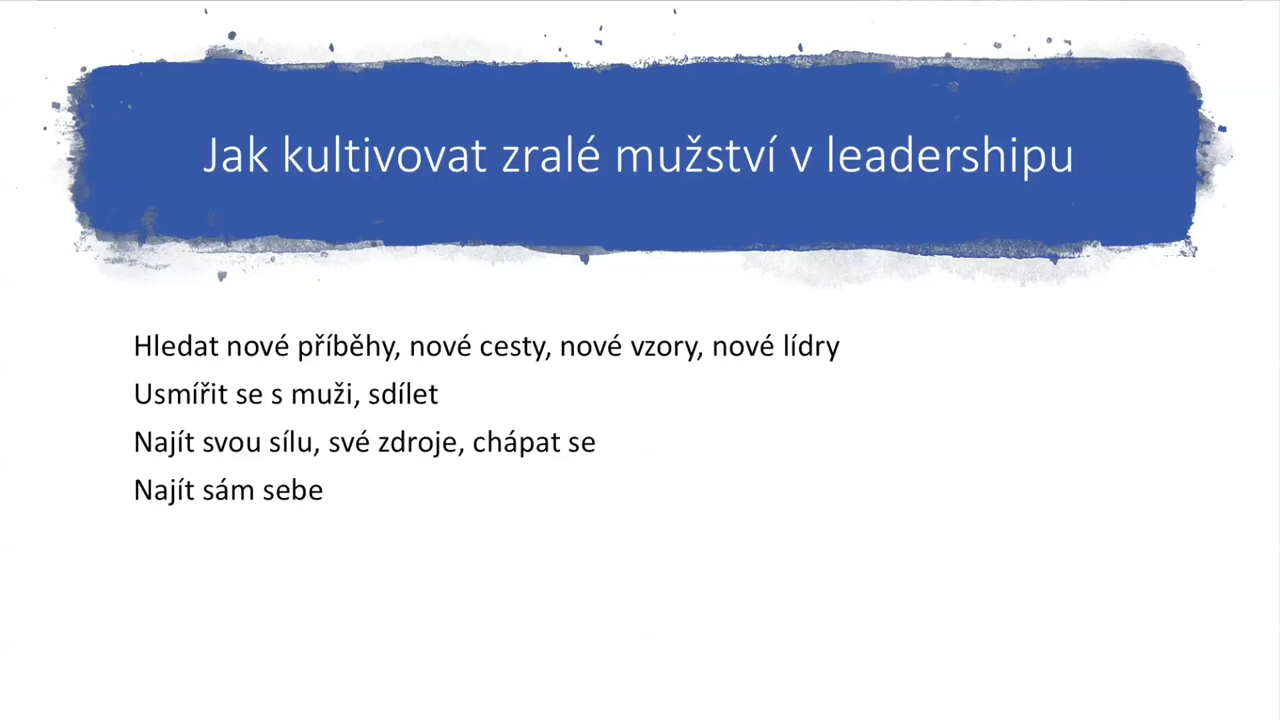 Jak kultivovat zralé mužství v leadershipu
Hledat nové příběhy, nové cesty, nové vzory, nové lídry
Usmířit se s muži, sdílet
Najít svou sílu, své zdroje, chápat se
Najít sám sebe